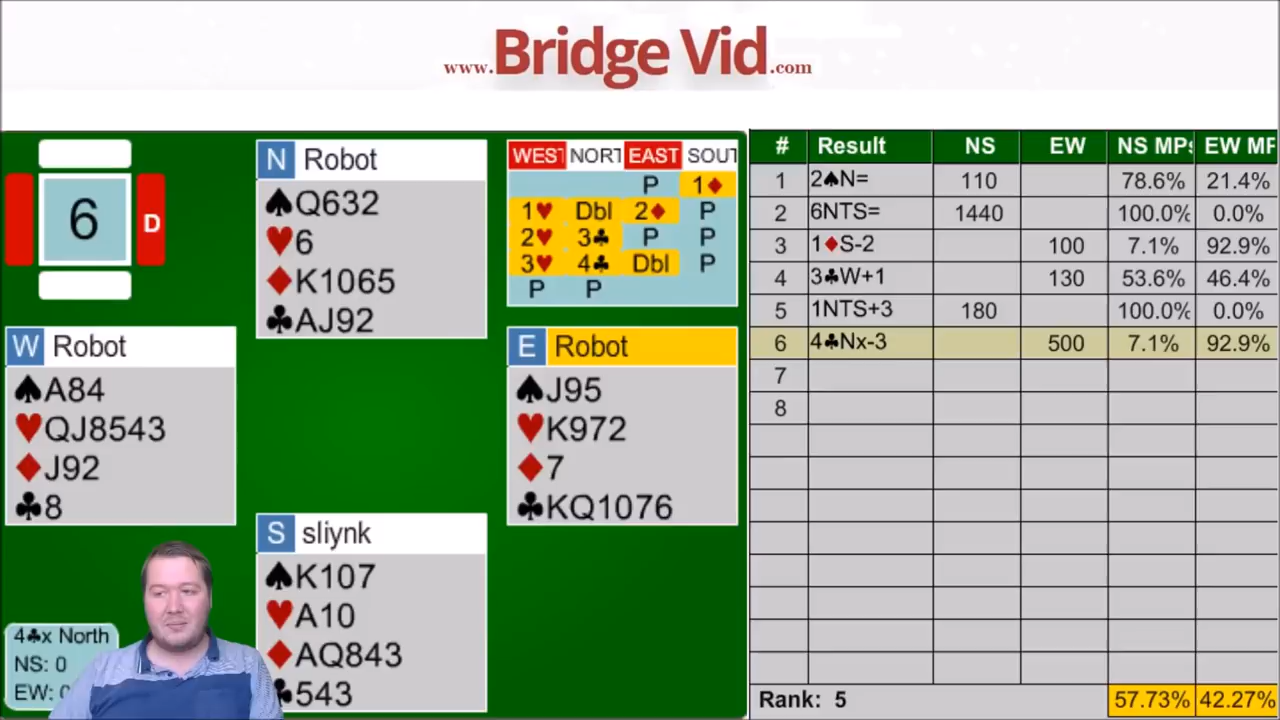 www.Bridge Vid.com
6
D
N Robot
♠Q632
♥6
♦K1065
♣AJ92
WEST NORT EAST SOUT
P 1♦
1♥ Dbl 2♦ P
2♥ 3♣ P P
3♥ 4♣ Dbl P
P P
W Robot
♠A84
♥QJ8543
♦J92
♣8
E Robot
♠J95
♥K972
♦7
♣KQ1076
S sliynk
♠K107
♥A10
♦AQ843
♣543
4♣x North
NS: 0
EW: 0
# Result NS EW NS MPs EW MP
1 2♠N= 110 78.6% 21.4%
2 6NTS= 1440 100.0% 0.0%
3 1♦S-2 100 7.1% 92.9%
4 3♣W+1 130 53.6% 46.4%
5 1NTS+3 180 100.0% 0.0%
6 4♣Nx-3 500 7.1% 92.9%
7
8
Rank: 5 57.73% 42.27%